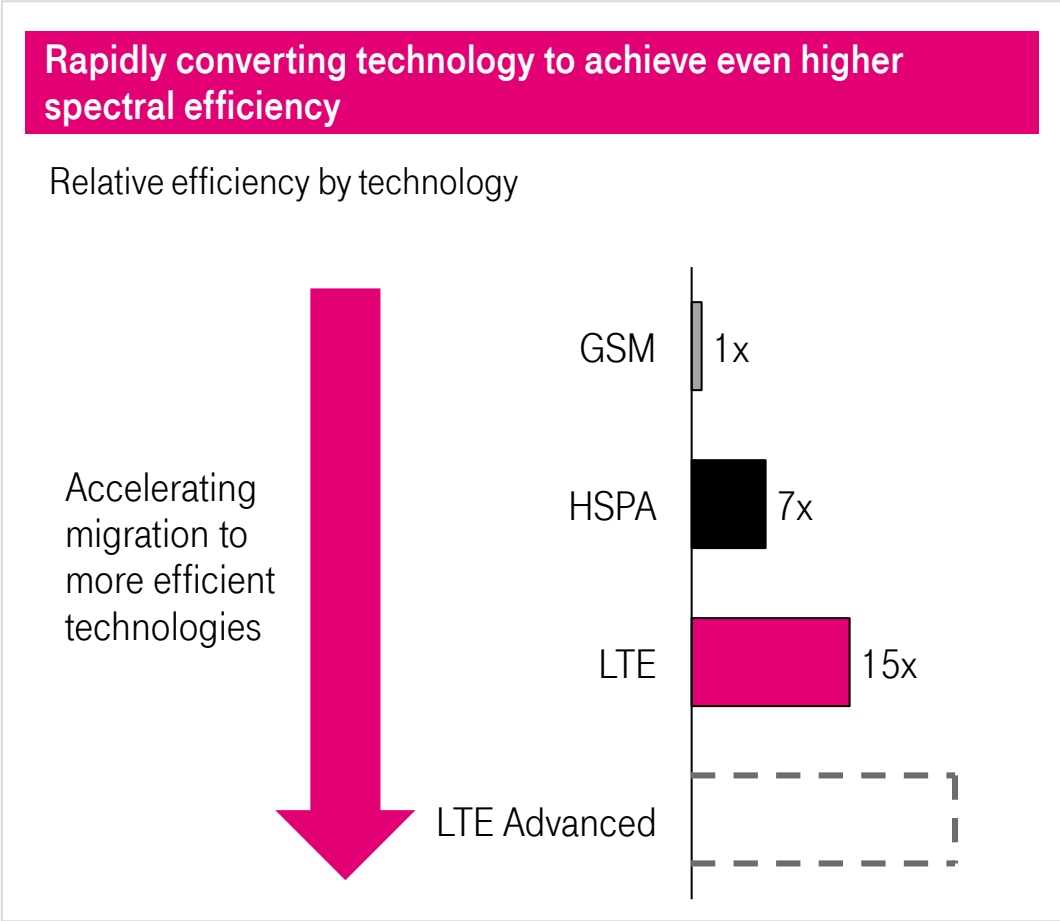 Rapidly converting technology to achieve even higher
spectral efficiency
Relative efficiency by technology
GSM 1x
HSPA 7x
Accelerating
migration to
more efficient
technologies
LTE 15x
LTE Advanced